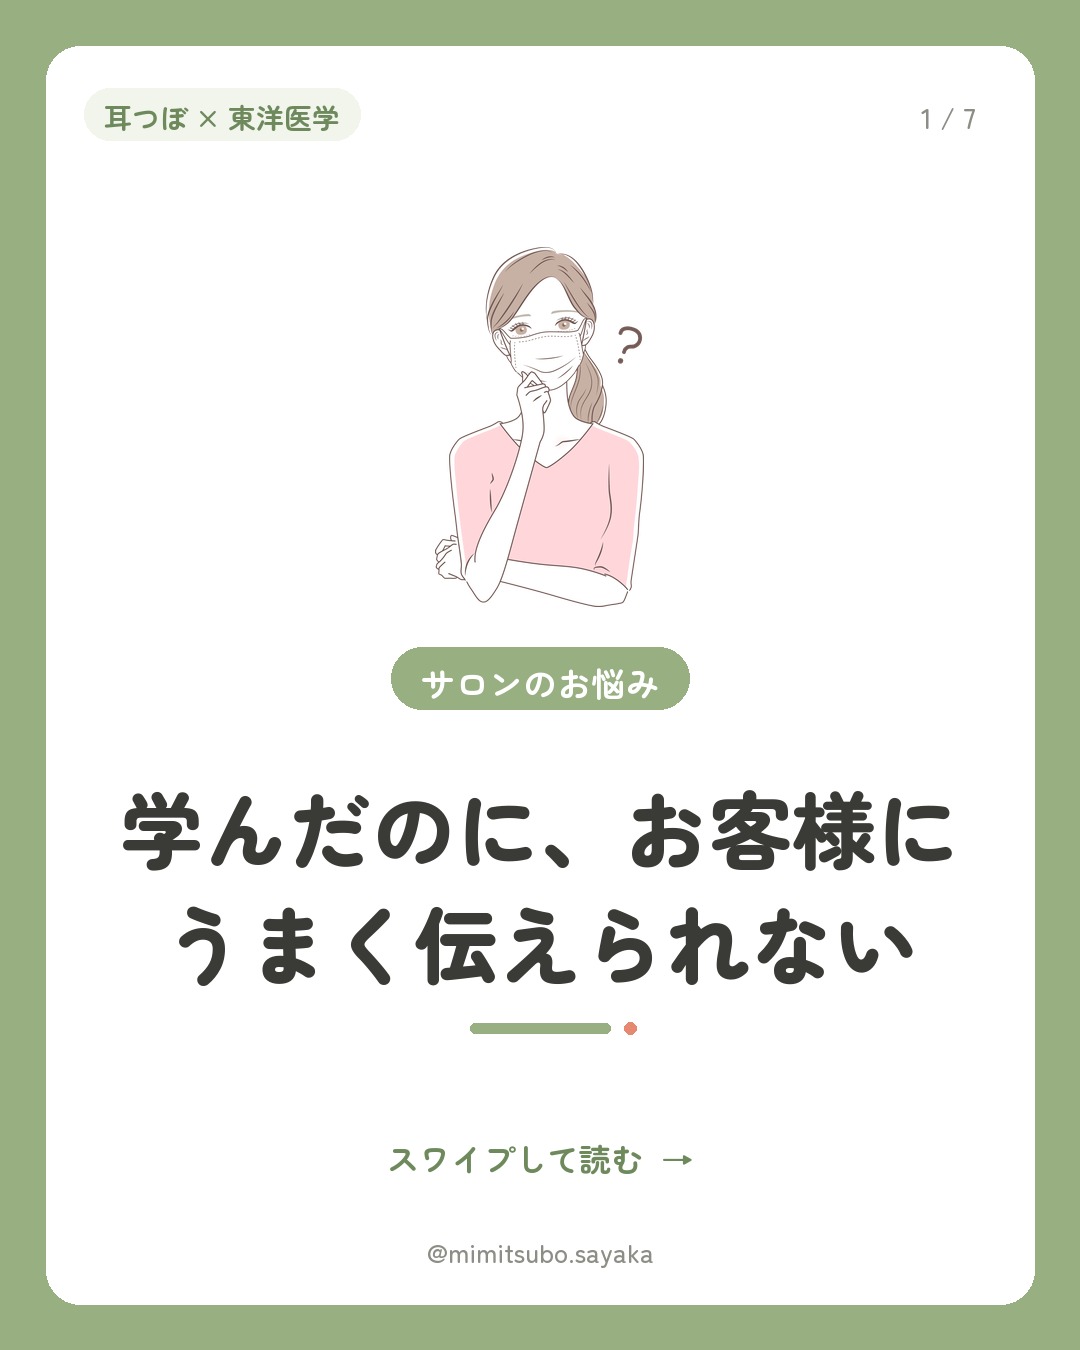 耳つぼ × 東洋医学
1 / 7
?
サロンのお悩み
学んだのに、お客様に
うまく伝えられない
スワイプして読む →
@mimitsubo.sayaka